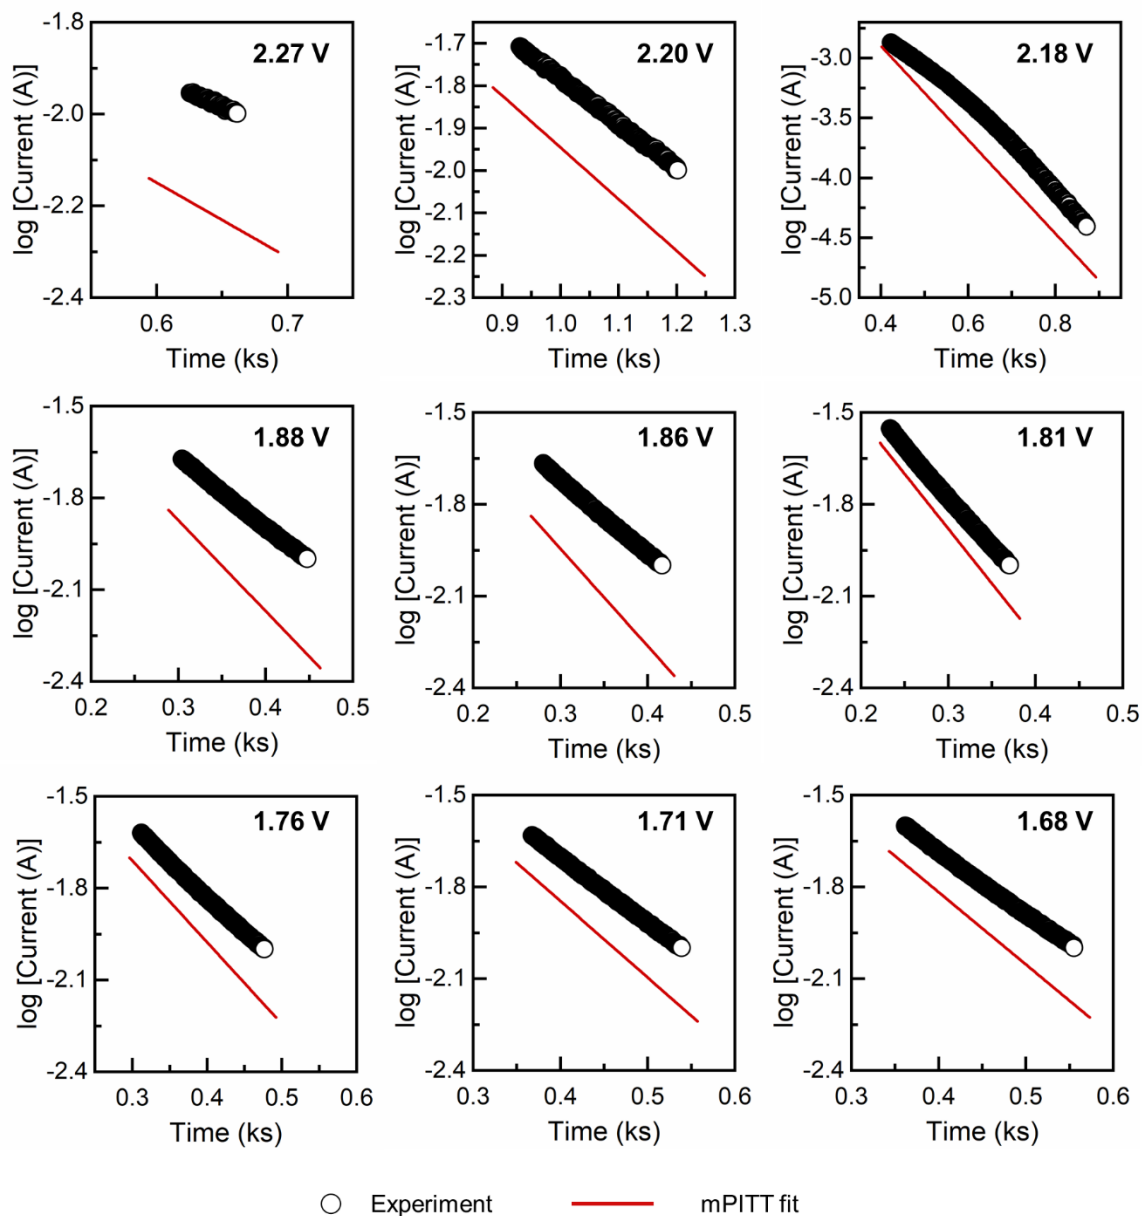 2.27 V
log [Current (A)]
-1.8
-2.0
-2.2
-2.4
0.6 0.7
Time (ks)
2.20 V
log [Current (A)]
-1.7
-1.8
-1.9
-2.0
-2.1
-2.2
-2.3
0.9 1.0 1.1 1.2 1.3
Time (ks)
2.18 V
log [Current (A)]
-3.0
-3.5
-4.0
-4.5
-5.0
0.4 0.6 0.8
Time (ks)
1.88 V
log [Current (A)]
-1.5
-1.8
-2.1
-2.4
0.2 0.3 0.4 0.5
Time (ks)
1.86 V
log [Current (A)]
-1.5
-1.8
-2.1
-2.4
0.2 0.3 0.4 0.5
Time (ks)
1.81 V
log [Current (A)]
-1.5
-1.8
-2.1
-2.4
0.2 0.3 0.4 0.5
Time (ks)
1.76 V
log [Current (A)]
-1.5
-1.8
-2.1
-2.4
0.3 0.4 0.5 0.6
Time (ks)
1.71 V
log [Current (A)]
-1.5
-1.8
-2.1
-2.4
0.3 0.4 0.5 0.6
Time (ks)
1.68 V
log [Current (A)]
-1.5
-1.8
-2.1
-2.4
0.3 0.4 0.5 0.6
Time (ks)
Experiment mPITT fit